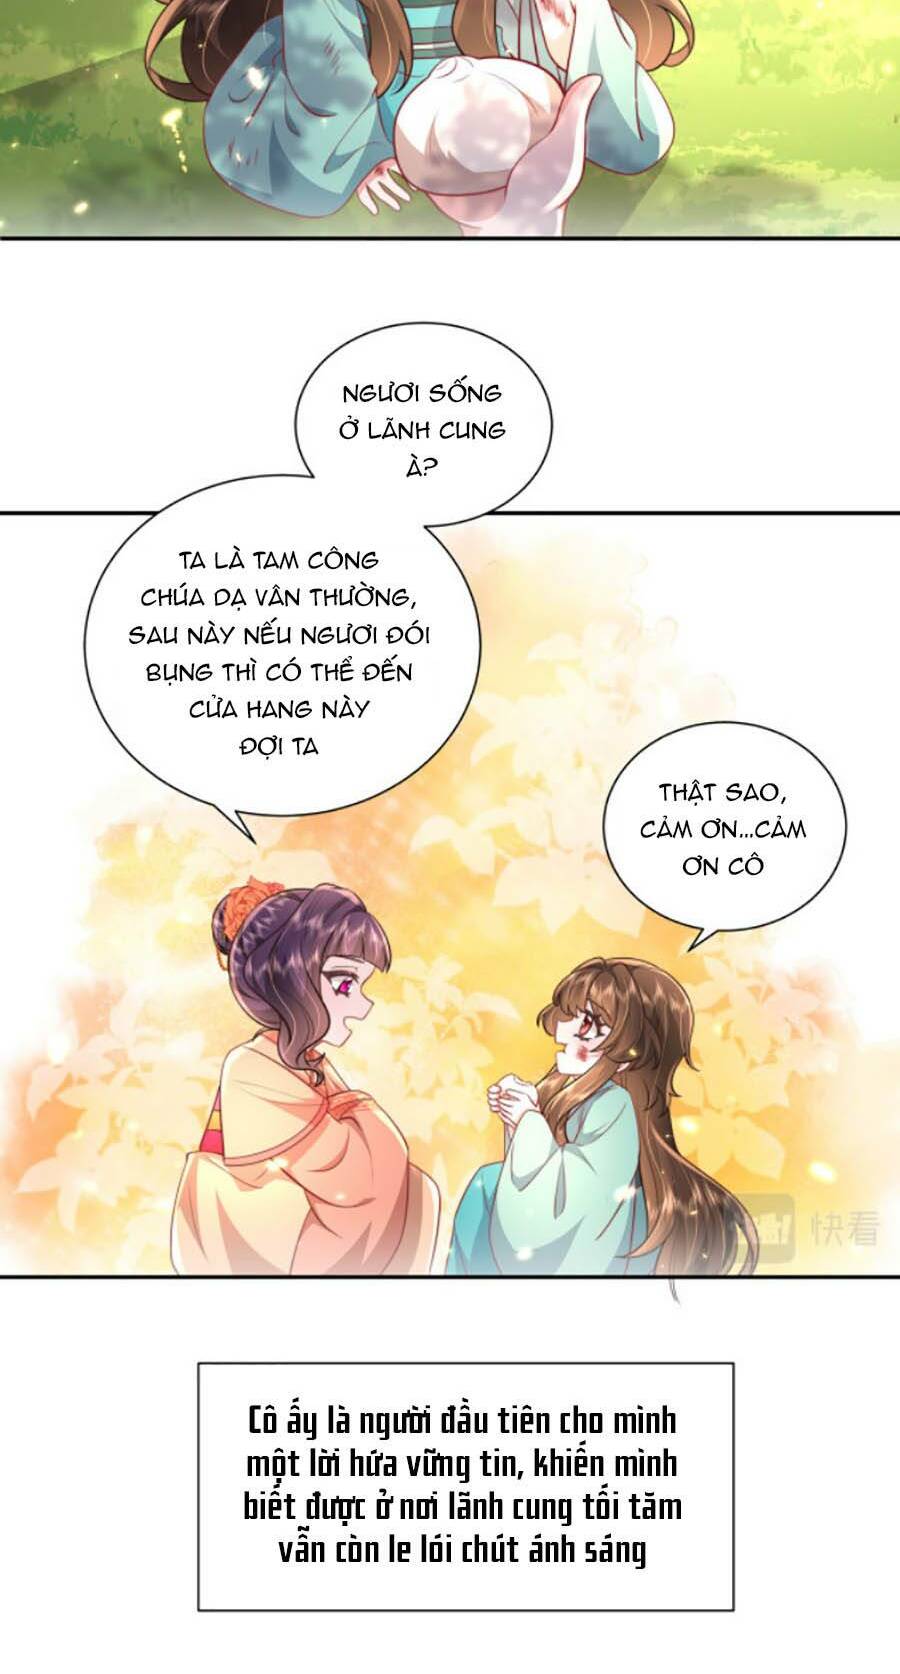 NGƯƠI SỐNG
Ở LÃNH CUNG
À?
TA LÀ TAM CÔNG
CHÚA DẠ VÂN THƯỜNG,
SAU NÀY NẾU NGƯƠI ĐÓI
BỤNG THÌ CÓ THỂ ĐẾN
CỬA HANG NÀY
ĐỢI TA
THẬT SAO,
CẢM ƠN...CẢM
ƠN CÔ
快看
Cô ấy là người đầu tiên cho mình
một lời hứa vững tin, khiến mình
biết được ở nơi lãnh cung tối tăm
vẫn còn le lói chút ánh sáng